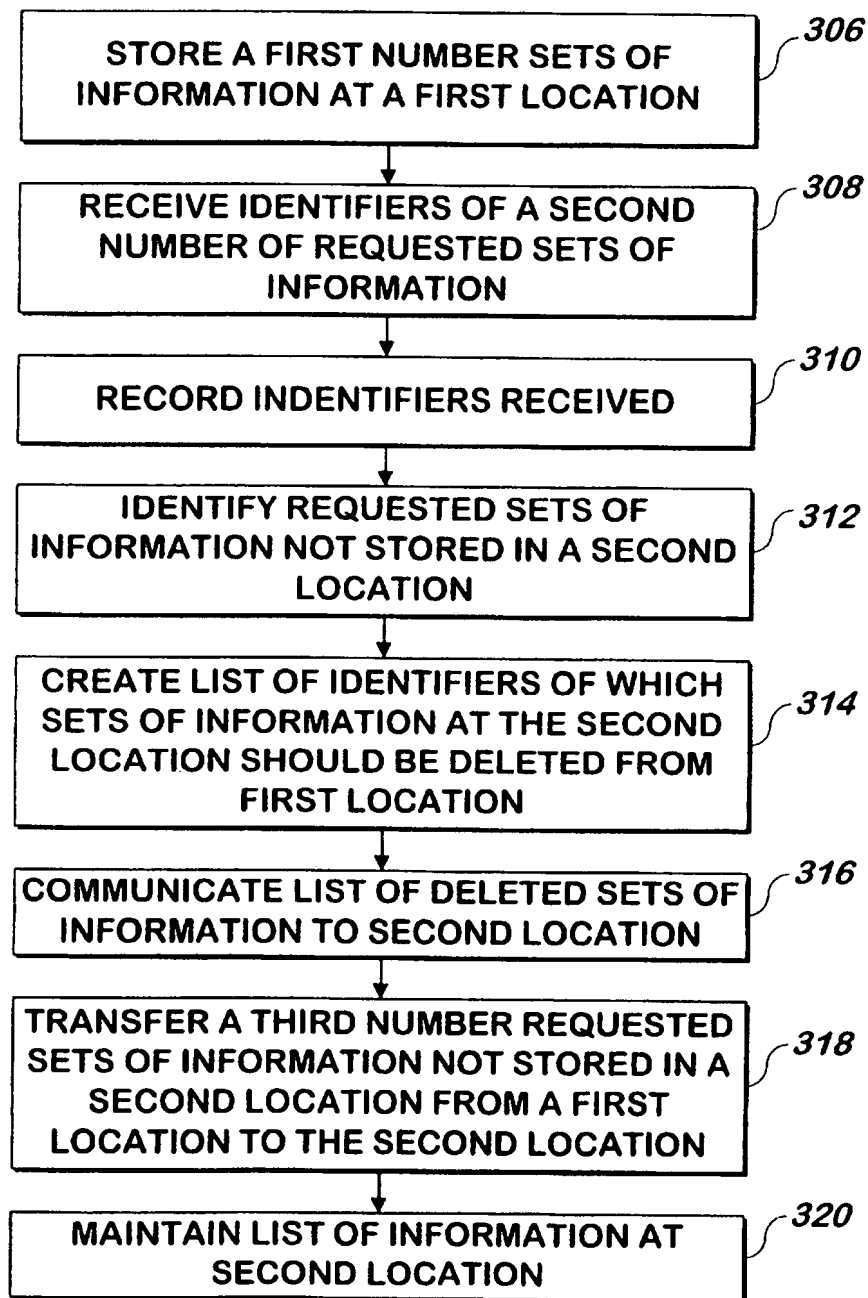 STORE A FIRST NUMBER SETS OF
INFORMATION AT A FIRST LOCATION
306
RECEIVE IDENTIFIERS OF A SECOND
NUMBER OF REQUESTED SETS OF
INFORMATION
308
RECORD INDENTIFIERS RECEIVED
310
IDENTIFY REQUESTED SETS OF
INFORMATION NOT STORED IN A SECOND
LOCATION
312
CREATE LIST OF IDENTIFIERS OF WHICH
SETS OF INFORMATION AT THE SECOND
LOCATION SHOULD BE DELETED FROM
FIRST LOCATION
314
COMMUNICATE LIST OF DELETED SETS OF
INFORMATION TO SECOND LOCATION
316
TRANSFER A THIRD NUMBER REQUESTED
SETS OF INFORMATION NOT STORED IN A
SECOND LOCATION FROM A FIRST
LOCATION TO THE SECOND LOCATION
318
MAINTAIN LIST OF INFORMATION AT
SECOND LOCATION
320